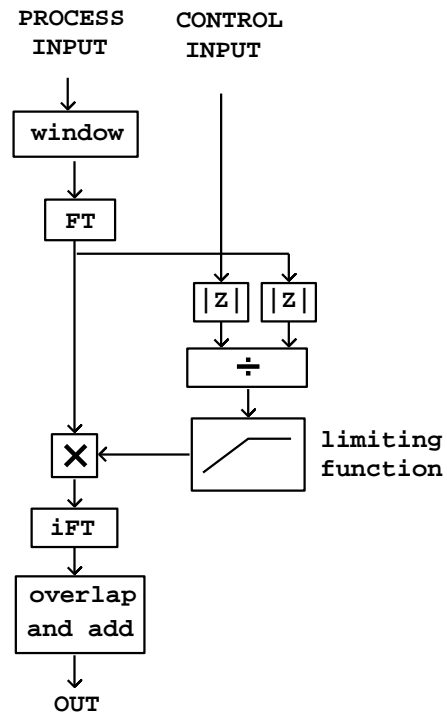 PROCESS
INPUT
CONTROL
INPUT
window
FT
|Z|
|Z|
÷
×
limiting
function
iFT
overlap
and add
OUT